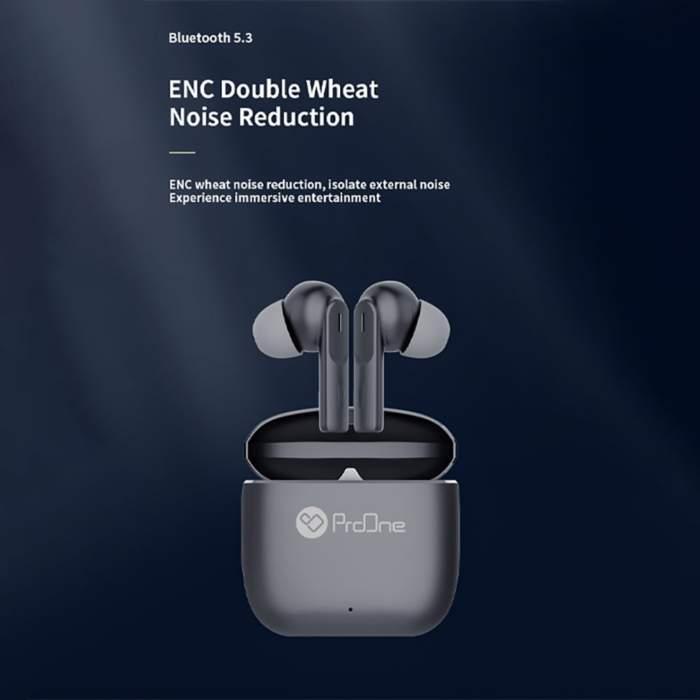 Bluetooth 5.3
ENC Double Wheat
Noise Reduction
ENC wheat noise reduction, isolate external noise
Experience immersive entertainment
ProOne